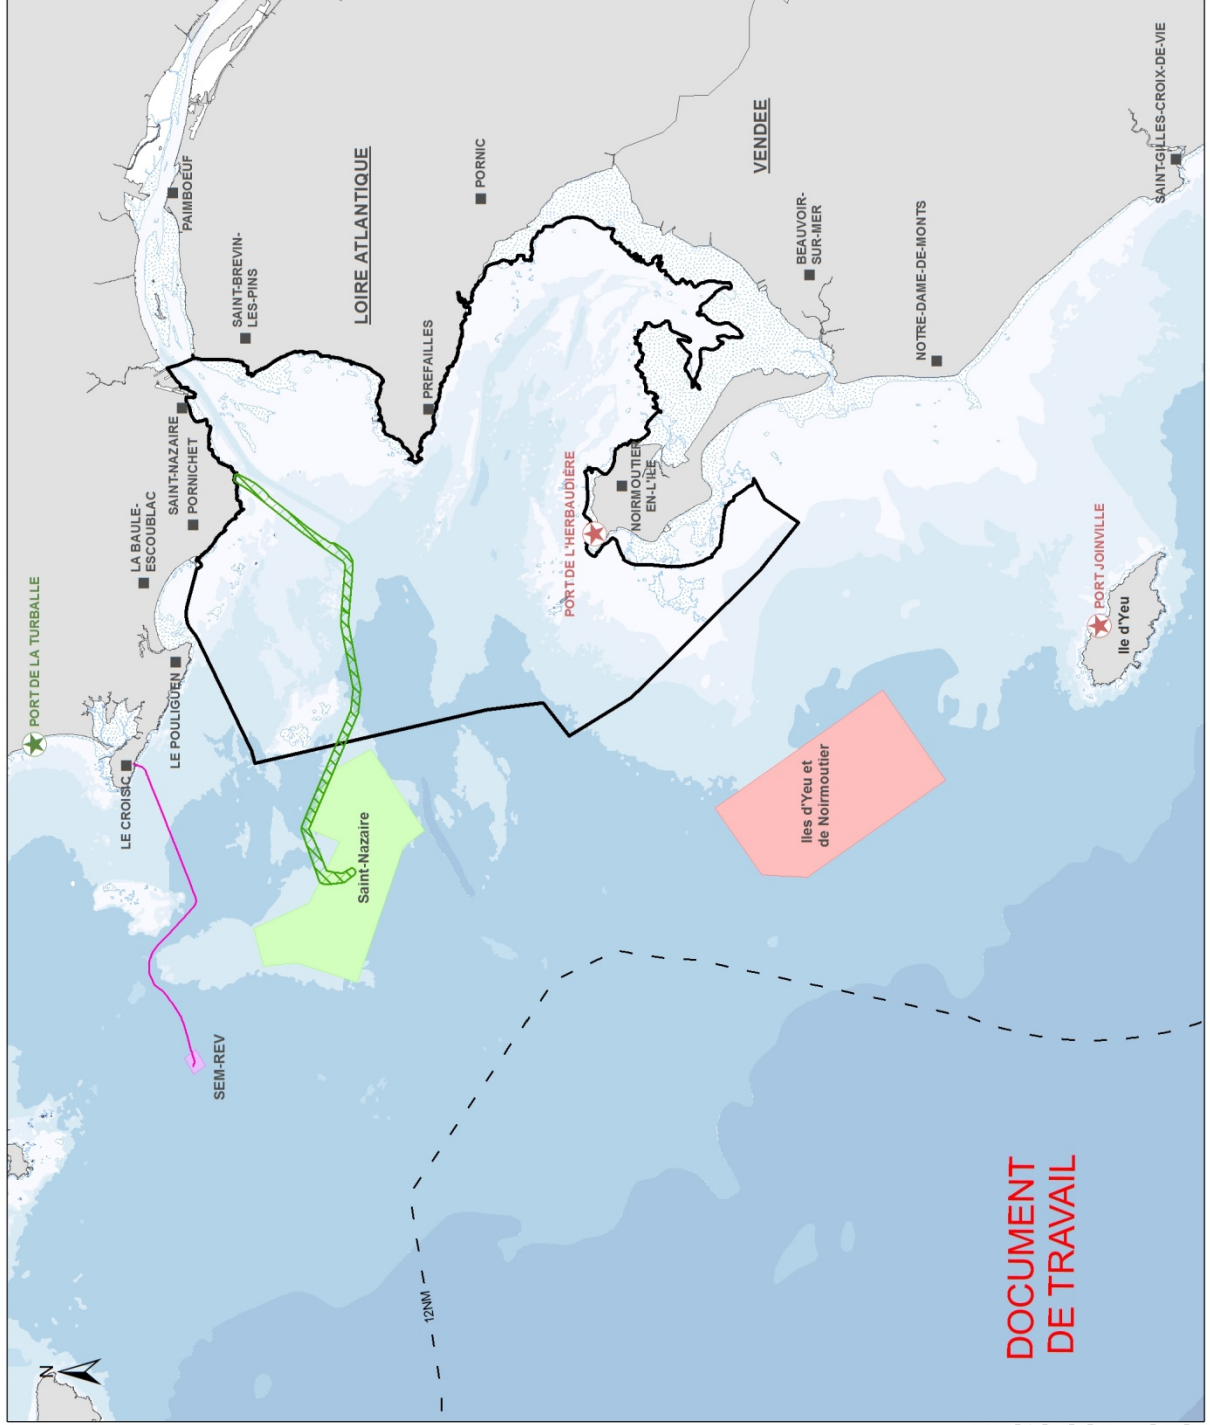 N
PORT DE LA TURBALLE
LE CROISIC
LE POULIGUEN
LA BAULE-
ESCOUBLAC
PORNICHET
SAINT-NAZAIRE
PAIMBOEUF
SAINT-BREVIN-
LES-PINS
LOIRE ATLANTIQUE
PREFAILLES
PORNIC
SEM-REV
Saint-Nazaire
PORT DE L'HERBAUDIÈRE
NOIRMOUTIER
EN-L'ILE
VENDEE
BEAUVOIR-
SUR-MER
NOTRE-DAME-DE-MONTS
SAINT-GILLES-CROIX-DE-VIE
Iles d'Yeu et
de Noirmoutier
PORT JOINVILLE
Ile d'Yeu
12NM
DOCUMENT
DE TRAVAIL